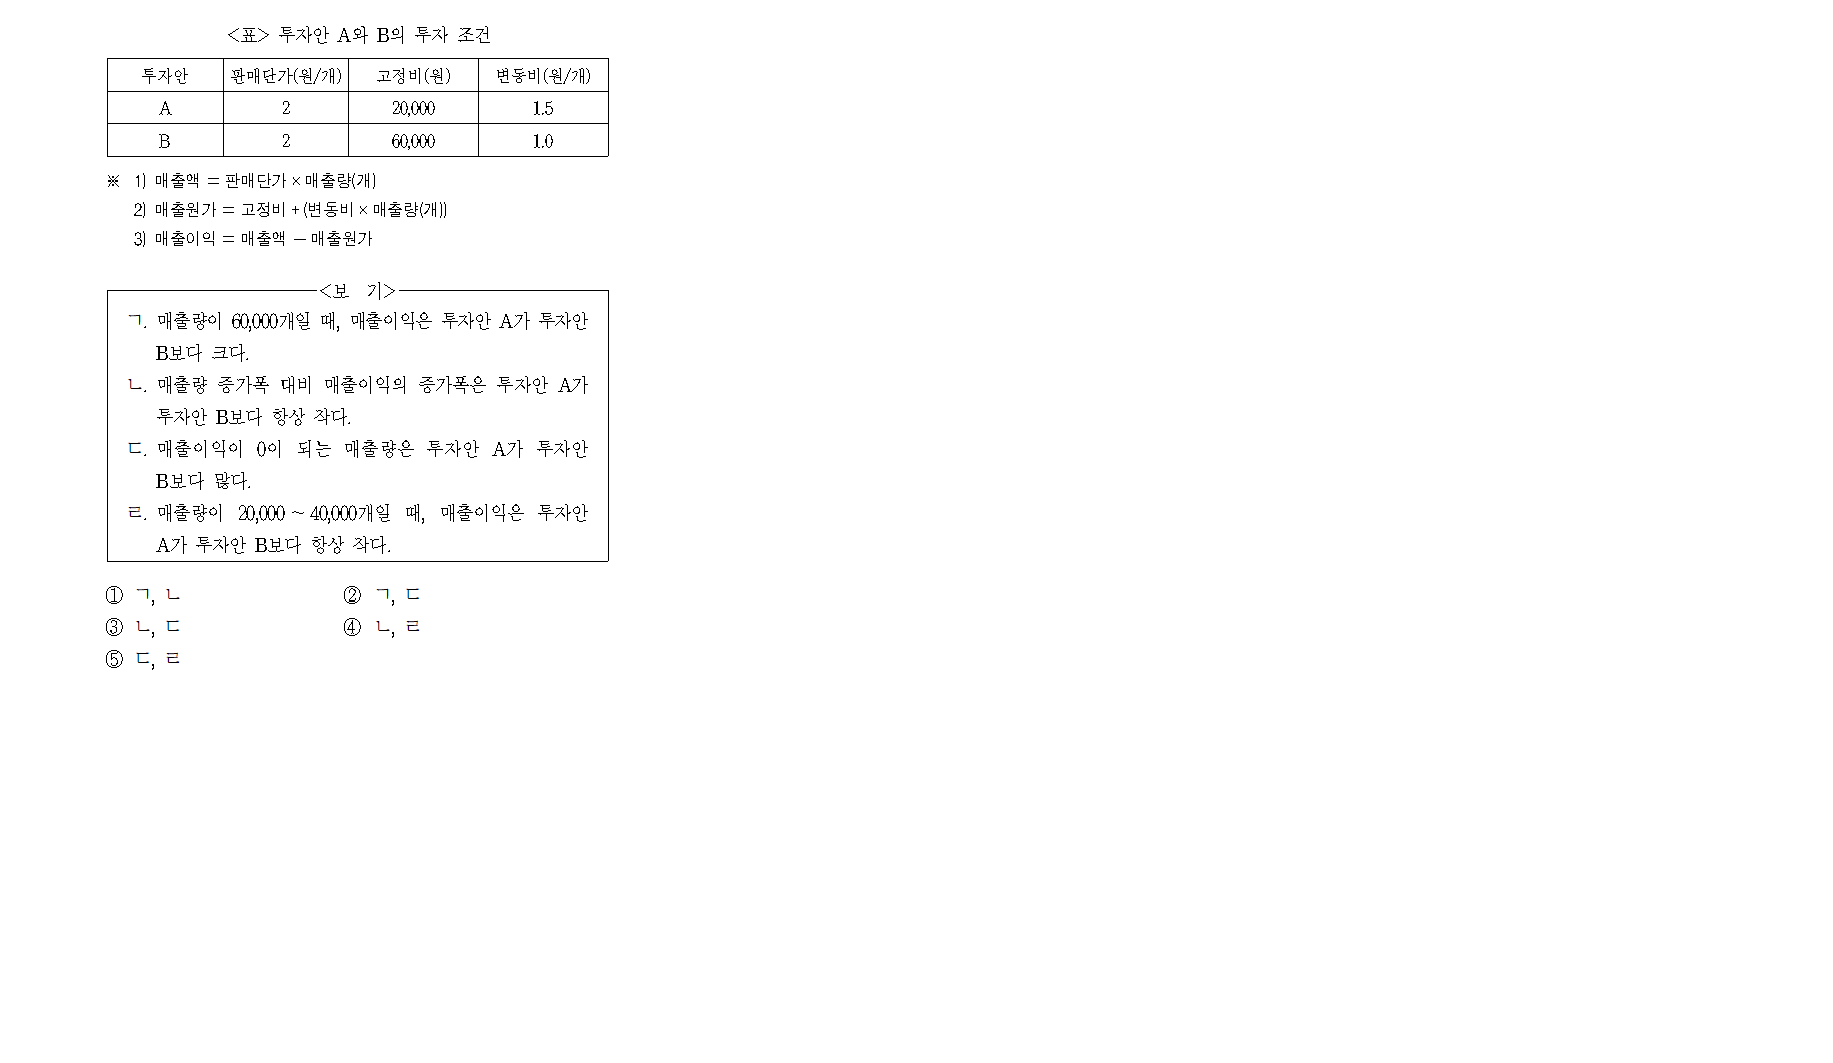 <표> 투자안 A와 B의 투자 조건
투자안 판매단가(원/개) 고정비(원) 변동비(원/개)
A 2 20,000 1.5
B 2 60,000 1.0
※ 1) 매출액 = 판매단가 × 매출량(개)
2) 매출원가 = 고정비 + (변동비 × 매출량(개))
3) 매출이익 = 매출액 − 매출원가
<보 기>
ㄱ. 매출량이 60,000개일 때, 매출이익은 투자안 A가 투자안
B보다 크다.
ㄴ. 매출량 증가폭 대비 매출이익의 증가폭은 투자안 A가
투자안 B보다 항상 작다.
ㄷ. 매출이익이 0이 되는 매출량은 투자안 A가 투자안
B보다 많다.
ㄹ. 매출량이 20,000 ~ 40,000개일 때, 매출이익은 투자안
A가 투자안 B보다 항상 작다.
① ㄱ, ㄴ ② ㄱ, ㄷ
③ ㄴ, ㄷ ④ ㄴ, ㄹ
⑤ ㄷ, ㄹ